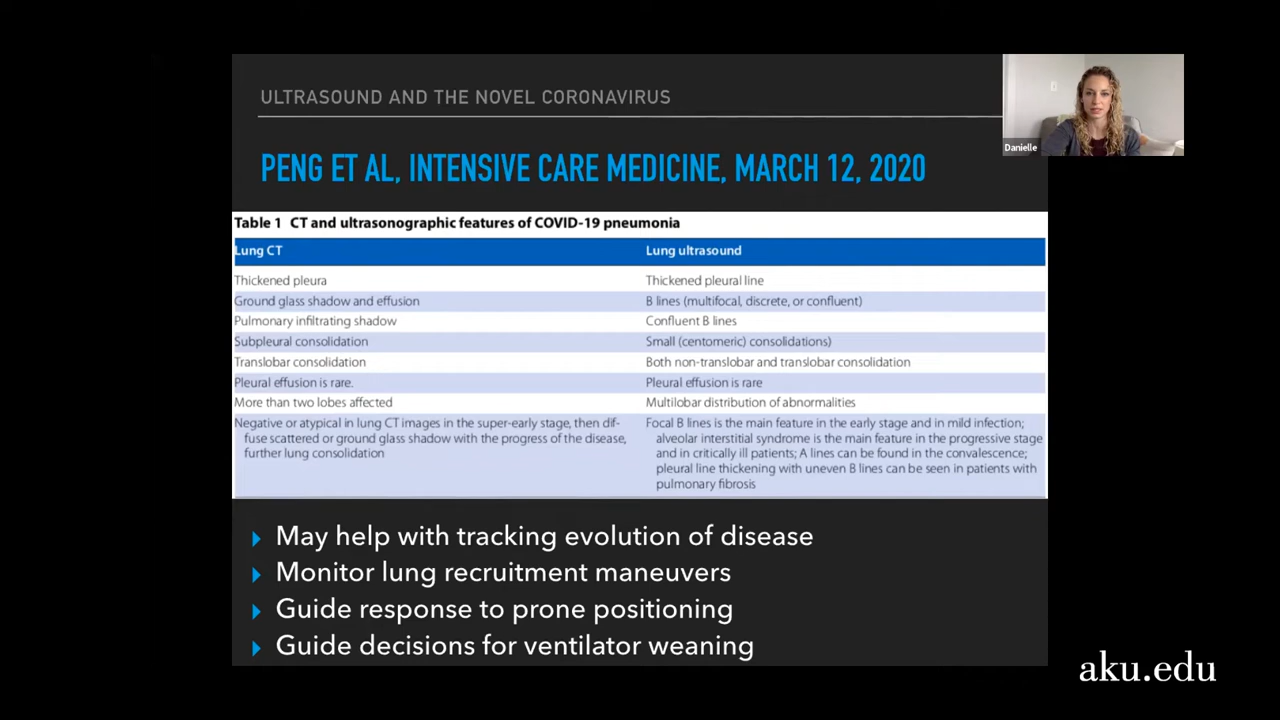 ULTRASOUND AND THE NOVEL CORONAVIRUS
Danielle
PENG ET AL, INTENSIVE CARE MEDICINE, MARCH 12, 2020
Table 1 CT and ultrasonographic features of COVID-19 pneumonia
Lung CT Lung ultrasound
Thickened pleura Thickened pleural line
Ground glass shadow and effusion B lines (multifocal, discrete, or confluent)
Pulmonary infiltrating shadow Confluent B lines
Subpleural consolidation Small (centomeric) consolidations)
Translobar consolidation Both non-translobar and translobar consolidation
Pleural effusion is rare. Pleural effusion is rare
More than two lobes affected Multilobar distribution of abnormalities
Negative or atypical in lung CT images in the super-early stage, then dif-
fuse scattered or ground glass shadow with the progress of the disease,
further lung consolidation
Focal B lines is the main feature in the early stage and in mild infection;
alveolar interstitial syndrome is the main feature in the progressive stage
and in critically ill patients; A lines can be found in the convalescence;
pleural line thickening with uneven B lines can be seen in patients with
pulmonary fibrosis
May help with tracking evolution of disease
Monitor lung recruitment maneuvers
Guide response to prone positioning
Guide decisions for ventilator weaning
aku.edu